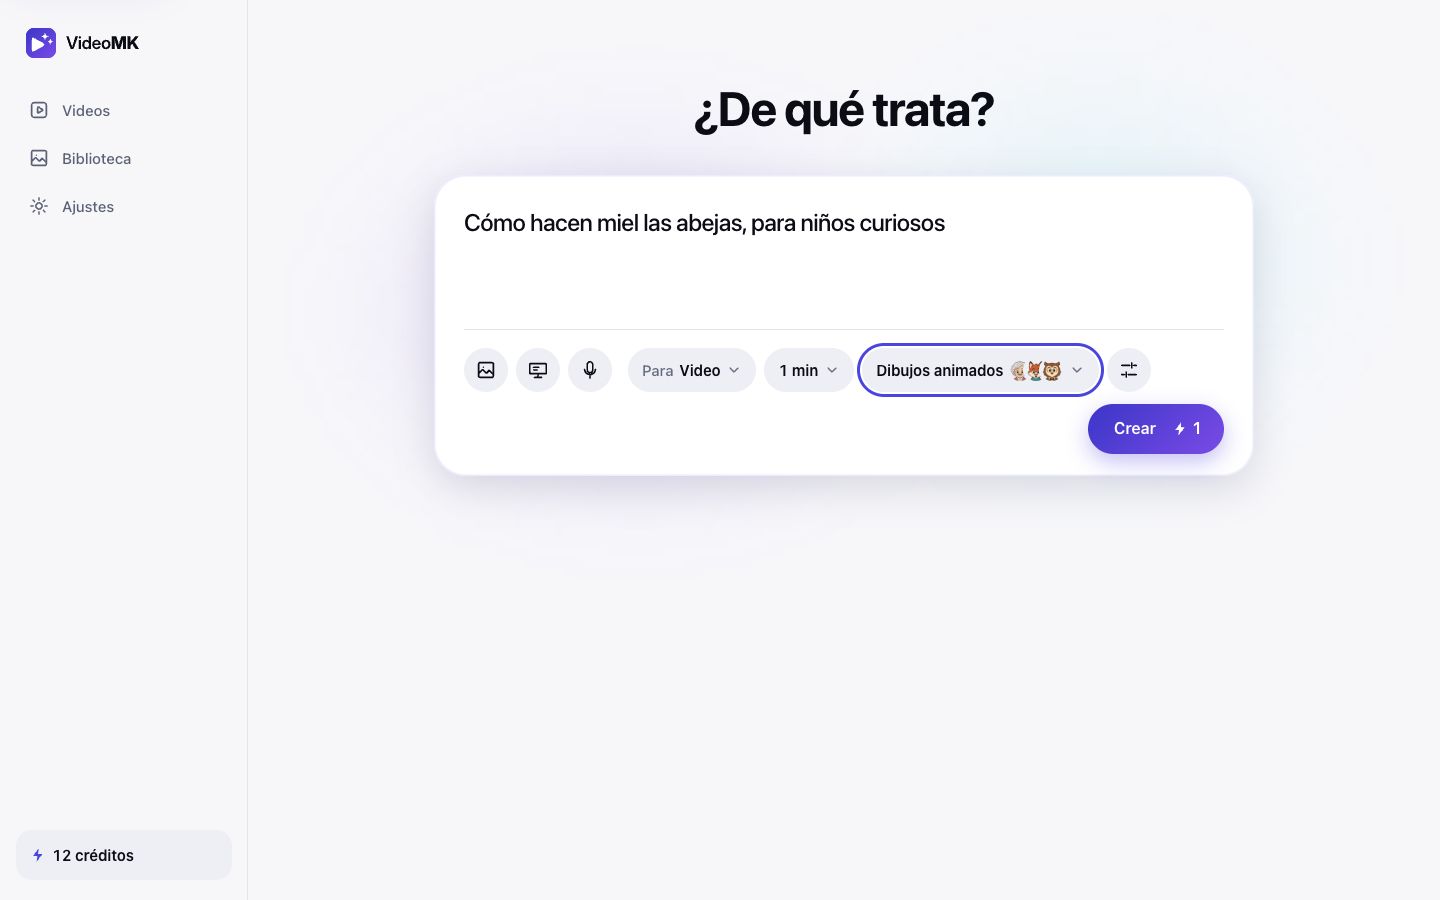 VideoMK
Videos
Biblioteca
Ajustes
¿De qué trata?
Cómo hacen miel las abejas, para niños curiosos
Para Video
1 min
Dibujos animados
Crear 1
12 créditos